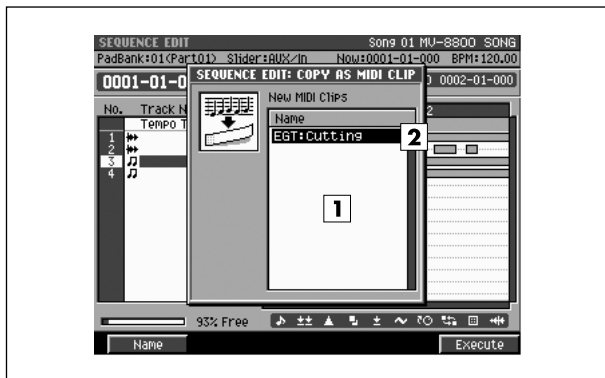 SEQUENCE EDIT Song 01 MV-8800 SONG
PadBank:01(Part01) Slider:AUX/In Now:0001-01-000 BPM:120.00
0001-01-0 0002-01-000
SEQUENCE EDIT: COPY AS MIDI CLIP
New MIDI Clips
Name
EGT:Cutting
2
1
No. Track N 2
Tempo T
1
2
3
4
93% Free
Name Execute